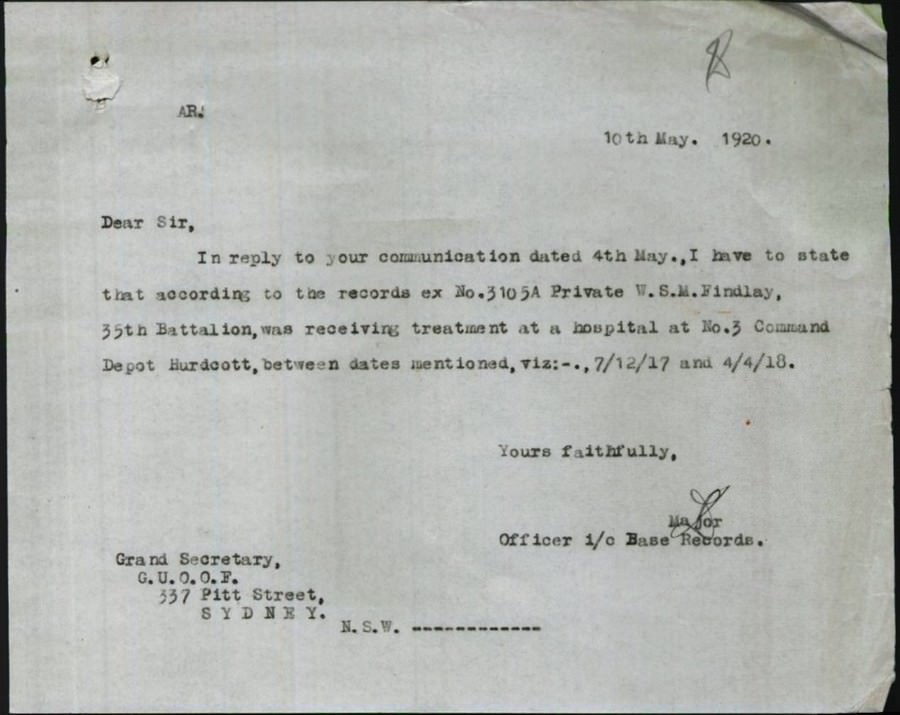 AR.
10th May. 1920.
Dear Sir,
In reply to your communication dated 4th May.,I have to state
that according to the records ex No.3105A Private W.S.M.Findlay,
35th Battalion,was receiving treatment at a hospital at No.3 Command
Depot Hurdcott,between dates mentioned,viz:-.,7/12/17 and 4/4/18.
Yours faithfully,
Major
Officer i/c Base Records.
Grand Secretary,
G.U.O.O.F.
337 Pitt Street,
S Y D N E Y.
N.S.W. ------------